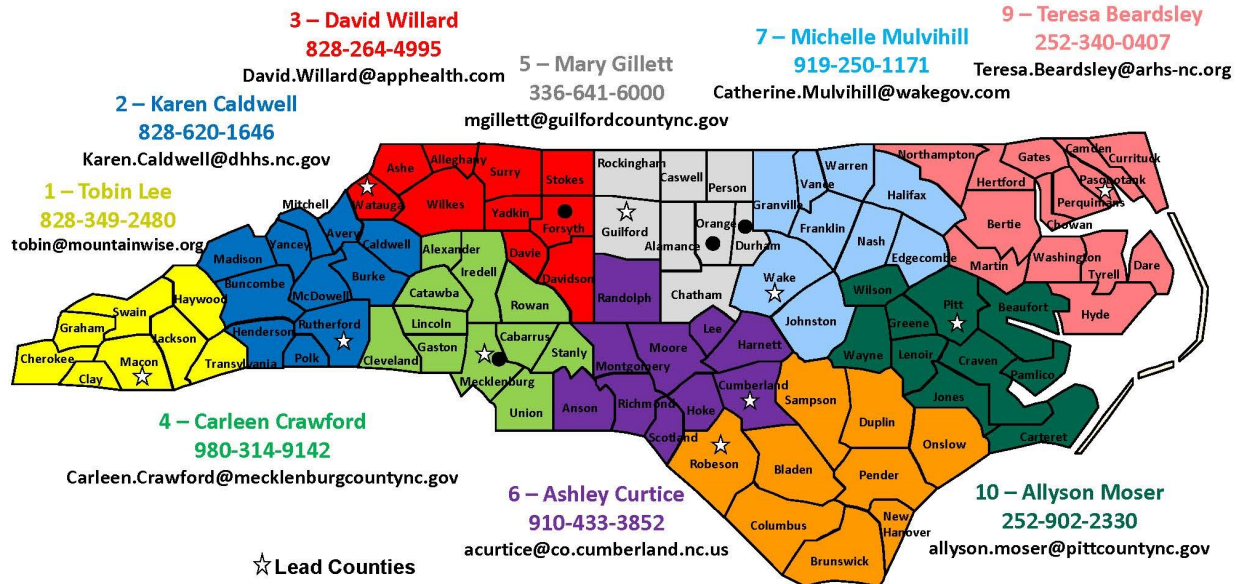 3 – David Willard
828-264-4995
David.Willard@apphealth.com
5 – Mary Gillett
336-641-6000
mgillett@guilfordcountync.gov
7 – Michelle Mulvihill
919-250-1171
Catherine.Mulvihill@wakegov.com
9 – Teresa Beardsley
252-340-0407
Teresa.Beardsley@arhs-nc.org
2 – Karen Caldwell
828-620-1646
Karen.Caldwell@dhhs.nc.gov
1 – Tobin Lee
828-349-2480
tobin@mountainwise.org
Cherokee
Graham
Clay
Swain
Macon
Jackson
Haywood
Transylvania
Madison
Buncombe
Henderson
Yancey
Mitchell
Avery
McDowell
Rutherford
Polk
Burke
Caldwell
Watauga
Ashe
Alleghany
Wilkes
Surry
Yadkin
Stokes
Forsyth
Davie
Davidson
Alexander
Iredell
Catawba
Lincoln
Gaston
Cleveland
Rowan
Cabarrus
Stanly
Mecklenburg
Union
Rockingham
Caswell
Person
Guilford
Alamance
Orange
Durham
Chatham
Randolph
Montgomery
Moore
Lee
Harnett
Anson
Richmond
Scotland
Hoke
Cumberland
Granville
Vance
Warren
Franklin
Halifax
Nash
Edgecombe
Wake
Johnston
Northampton
Hertford
Gates
Camden
Currituck
Pasquotank
Perquimans
Chowan
Bertie
Martin
Washington
Tyrell
Dare
Hyde
Wilson
Pitt
Beaufort
Greene
Wayne
Lenoir
Craven
Pamlico
Jones
Carteret
Sampson
Duplin
Onslow
Robeson
Bladen
Pender
Columbus
New
Hanover
Brunswick
4 – Carleen Crawford
980-314-9142
Carleen.Crawford@mecklenburgcountync.gov
6 – Ashley Curtice
910-433-3852
acurtice@co.cumberland.nc.us
10 – Allyson Moser
252-902-2330
allyson.moser@pittcountync.gov
Lead Counties